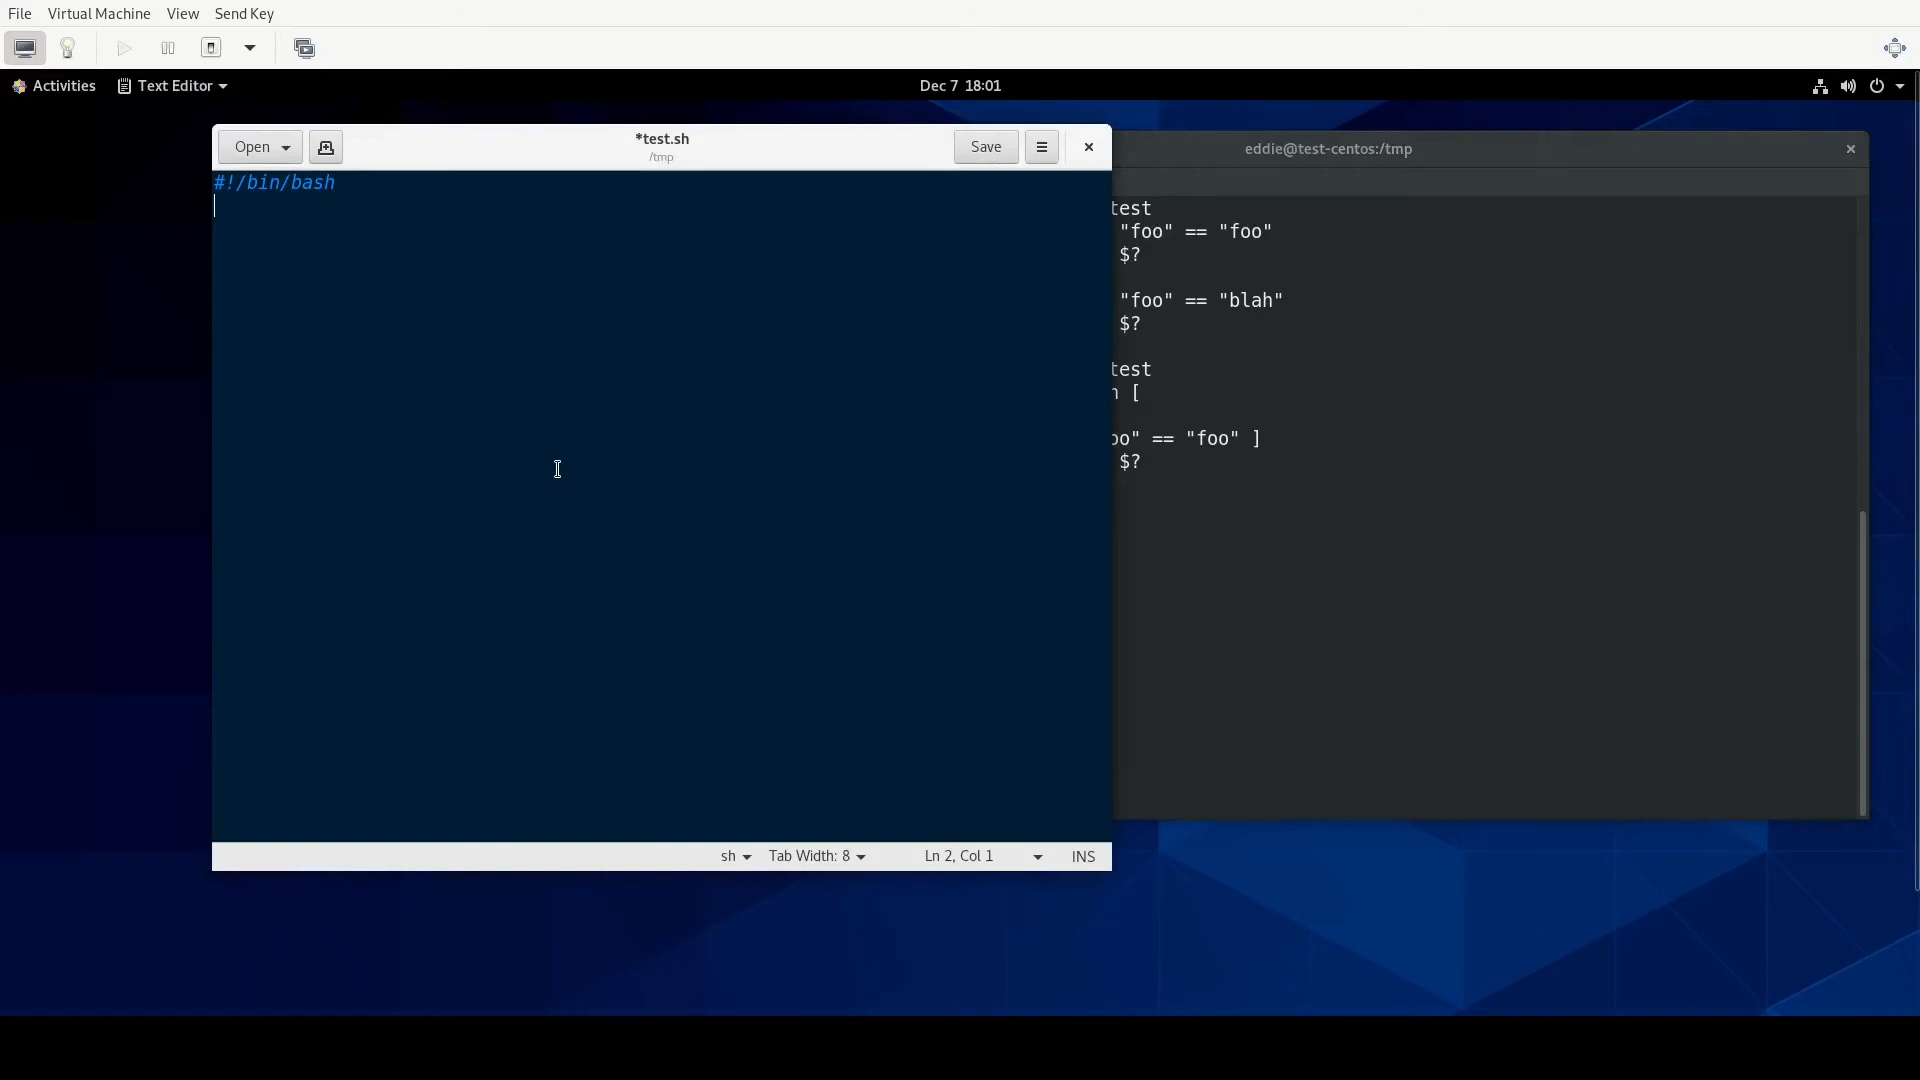 File Virtual Machine View Send Key
Activities Text Editor Dec 7 18:01
Open *test.sh Save
/tmp
#!/bin/bash
sh Tab Width: 8 Ln 2, Col 1 INS
eddie@test-centos:/tmp
test
"foo" == "foo"
$?
"foo" == "blah"
$?
test
[
oo" == "foo" ]
$?